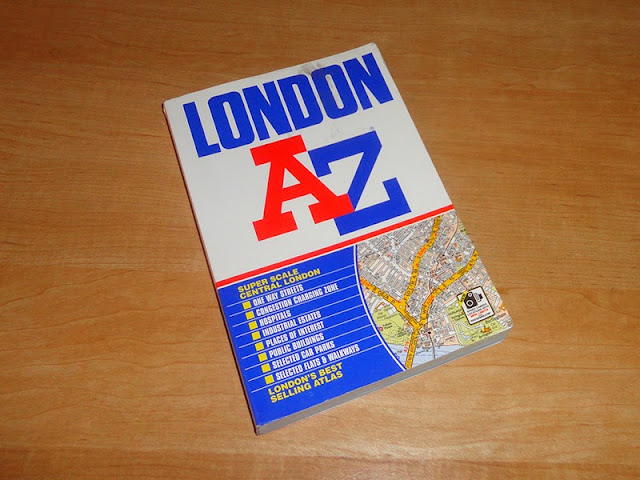 LONDON
AZ
SUPER SCALE
CENTRAL LONDON
ONE WAY STREETS
CONGESTION CHARGING ZONE
HOSPITALS
INDUSTRIAL ESTATES
PLACES OF INTEREST
PUBLIC BUILDINGS
SELECTED CAR PARKS
SELECTED FLATS & WALKWAYS
LONDON'S BEST
SELLING ATLAS